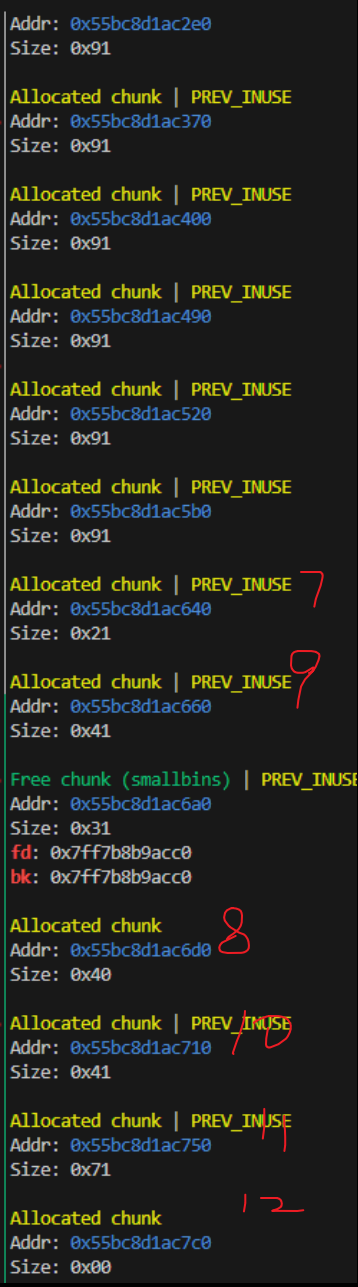 Addr: 0x55bc8d1ac2e0
Size: 0x91
Allocated chunk | PREV_INUSE
Addr: 0x55bc8d1ac370
Size: 0x91
Allocated chunk | PREV_INUSE
Addr: 0x55bc8d1ac400
Size: 0x91
Allocated chunk | PREV_INUSE
Addr: 0x55bc8d1ac490
Size: 0x91
Allocated chunk | PREV_INUSE
Addr: 0x55bc8d1ac520
Size: 0x91
Allocated chunk | PREV_INUSE
Addr: 0x55bc8d1ac5b0
Size: 0x91
Allocated chunk | PREV_INUSE 7
Addr: 0x55bc8d1ac640
Size: 0x21
Allocated chunk | PREV_INUSE 9
Addr: 0x55bc8d1ac660
Size: 0x41
Free chunk (smallbins) | PREV_INUSE
Addr: 0x55bc8d1ac6a0
Size: 0x31
fd: 0x7ff7b8b9acc0
bk: 0x7ff7b8b9acc0
Allocated chunk
Addr: 0x55bc8d1ac6d0 8
Size: 0x40
Allocated chunk | PREV_INUSE 10
Addr: 0x55bc8d1ac710
Size: 0x41
Allocated chunk | PREV_INUSE 11
Addr: 0x55bc8d1ac750
Size: 0x71
12
Allocated chunk
Addr: 0x55bc8d1ac7c0
Size: 0x00